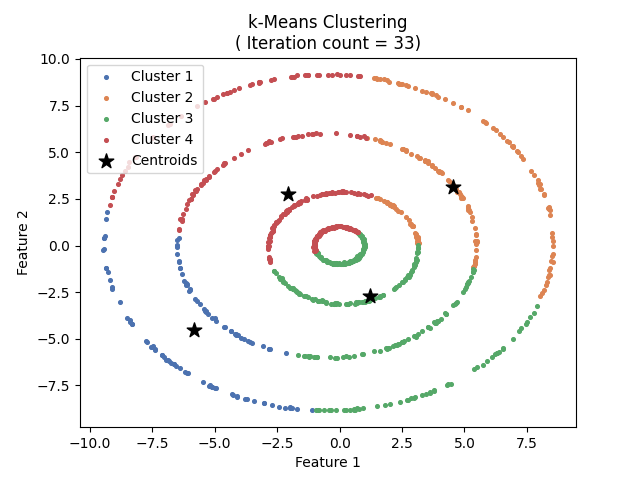 k-Means Clustering
( Iteration count = 33)
10.0
7.5
5.0
2.5
0.0
−2.5
−5.0
−7.5
Feature 2
Cluster 1
Cluster 2
Cluster 3
Cluster 4
Centroids
−10.0 −7.5 −5.0 −2.5 0.0 2.5 5.0 7.5
Feature 1